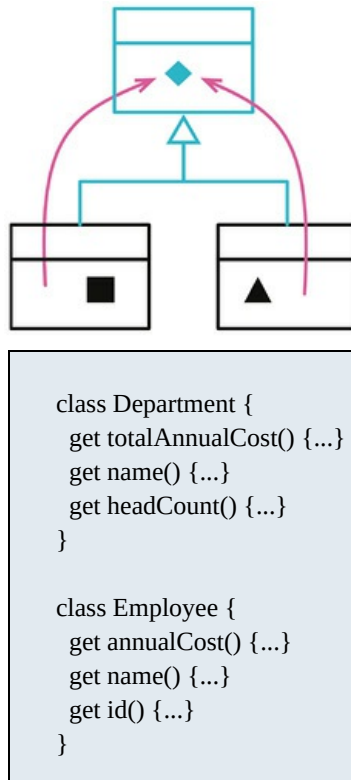 class Department {
get totalAnnualCost() {...}
get name() {...}
get headCount() {...}
}
class Employee {
get annualCost() {...}
get name() {...}
get id() {...}
}